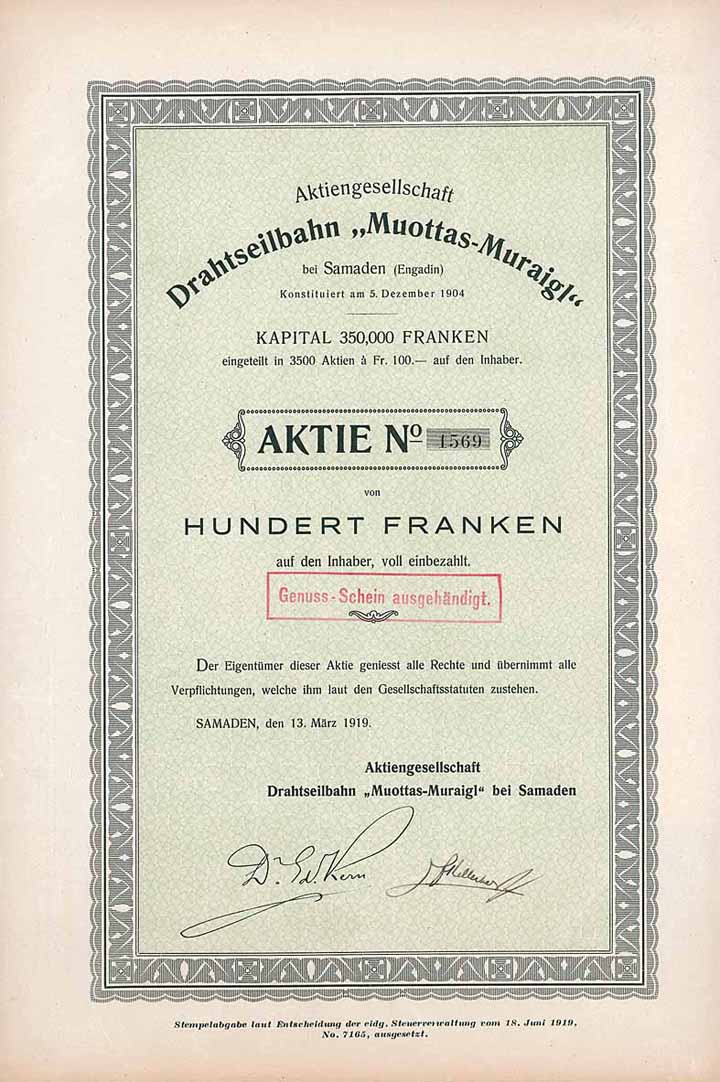 Aktiengesellschaft
Drahtseilbahn „Muottas-Muraigl“
bei Samaden (Engadin)
Konstituiert am 5. Dezember 1904
KAPITAL 350,000 FRANKEN
eingeteilt in 3500 Aktien à Fr. 100.— auf den Inhaber.
AKTIE Nº 1569
von
HUNDERT FRANKEN
auf den Inhaber, voll einbezahlt.
Genuss-Schein ausgehändigt.
Der Eigentümer dieser Aktie geniesst alle Rechte und übernimmt alle
Verpflichtungen, welche ihm laut den Gesellschaftsstatuten zustehen.
SAMADEN, den 13. März 1919.
Aktiengesellschaft
Drahtseilbahn „Muottas-Muraigl“ bei Samaden
Dr. Ed. Kern
Stempelabgabe laut Entscheidung der eidg. Steuerverwaltung vom 18. Juni 1919,
No. 7165, ausgesetzt.